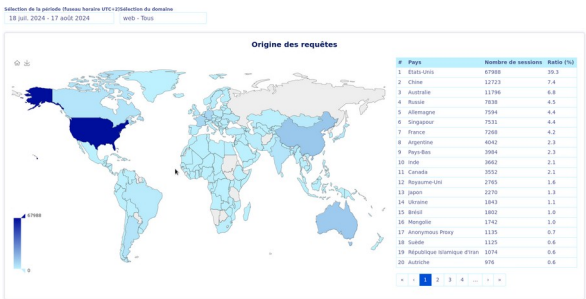 Sélection de la période (fuseau horaire UTC+2)Sélection du domaine
18 juil. 2024 - 17 août 2024 web - Tous
Origine des requêtes
# Pays Nombre de sessions Ratio (%)
1 États-Unis 67988 39.3
2 Chine 12723 7.4
3 Australie 11796 6.8
4 Russie 7838 4.5
5 Allemagne 7594 4.4
6 Singapour 7531 4.4
7 France 7268 4.2
8 Argentine 4042 2.3
9 Pays-Bas 3984 2.3
10 Inde 3662 2.1
11 Canada 3552 2.1
12 Royaume-Uni 2765 1.6
13 Japon 2270 1.3
14 Ukraine 1843 1.1
15 Brésil 1802 1.0
16 Mongolie 1742 1.0
17 Anonymous Proxy 1135 0.7
18 Suède 1125 0.6
19 République islamique d'Iran 1074 0.6
20 Autriche 976 0.6
67988
0
« ‹ 1 2 3 4 ... › »